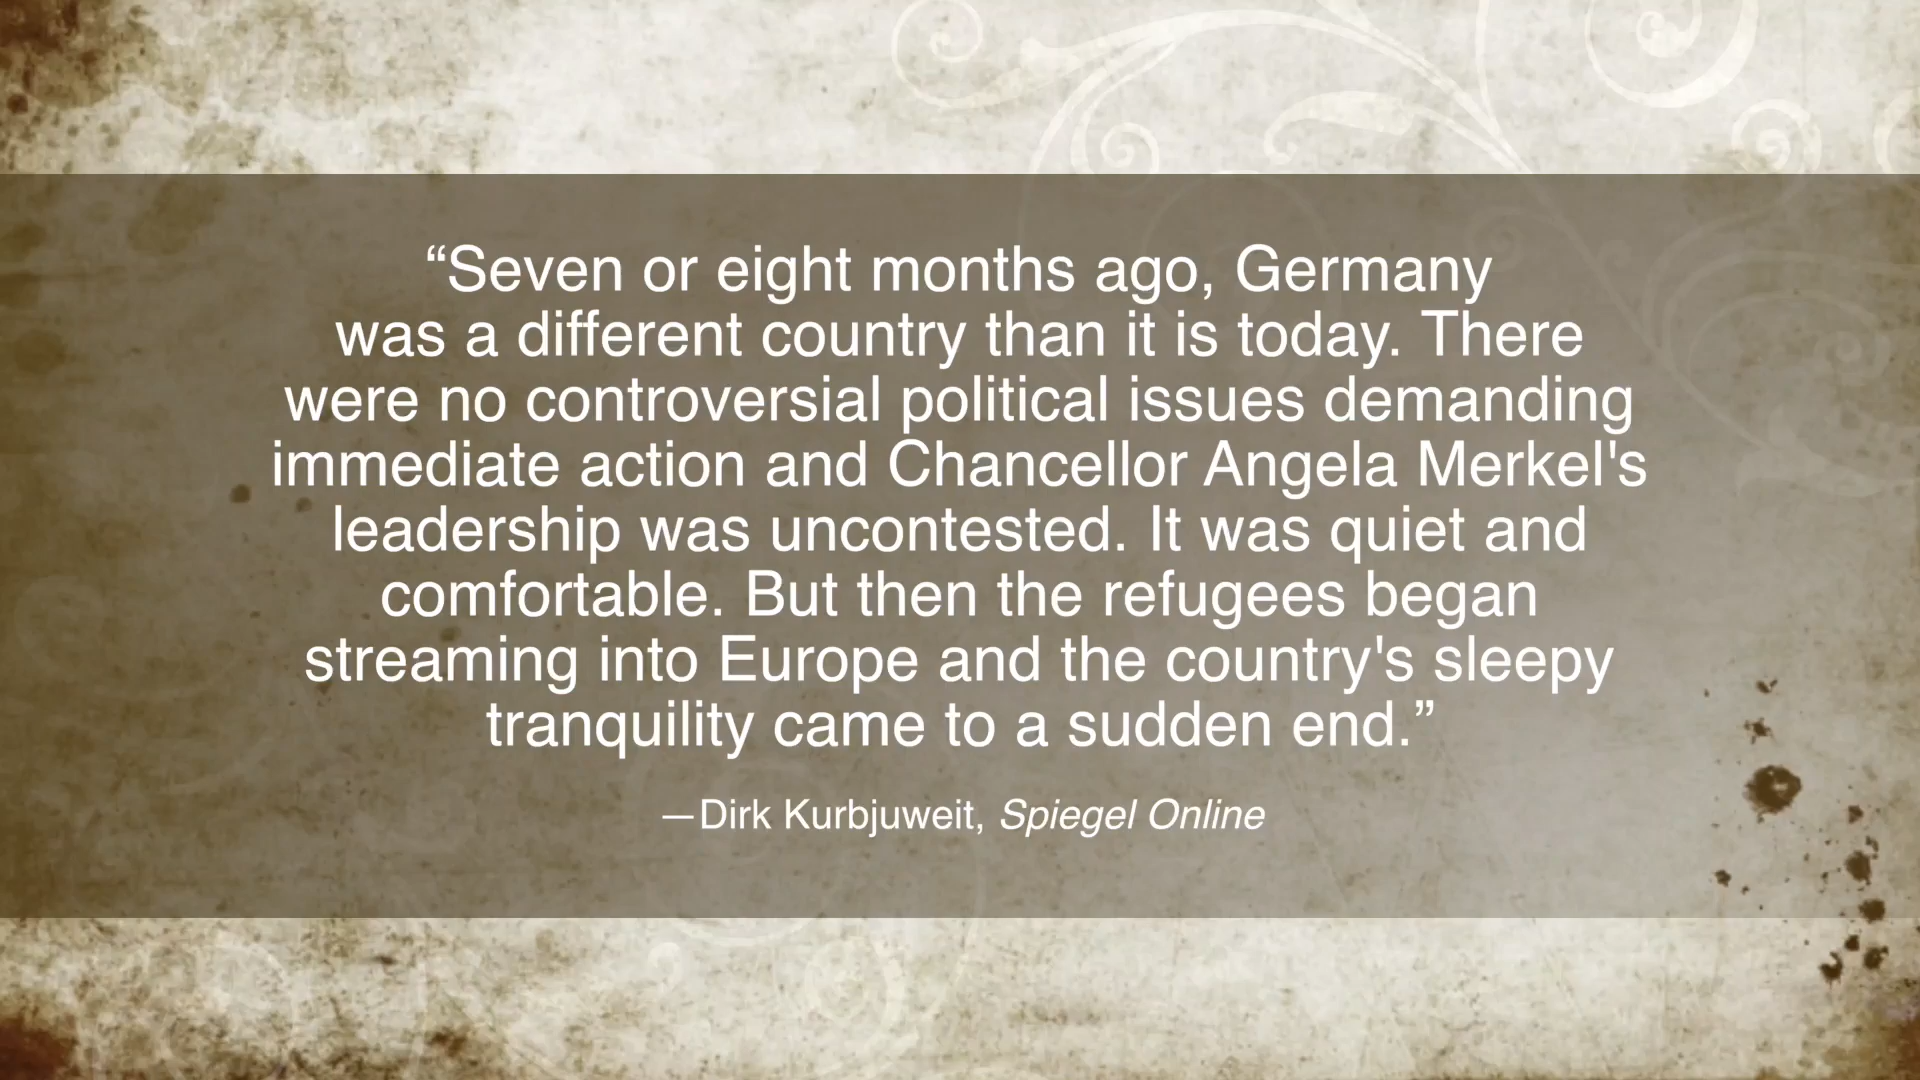 “Seven or eight months ago, Germany
was a different country than it is today. There
were no controversial political issues demanding
immediate action and Chancellor Angela Merkel's
leadership was uncontested. It was quiet and
comfortable. But then the refugees began
streaming into Europe and the country's sleepy
tranquility came to a sudden end.”
—Dirk Kurbjuweit, Spiegel Online